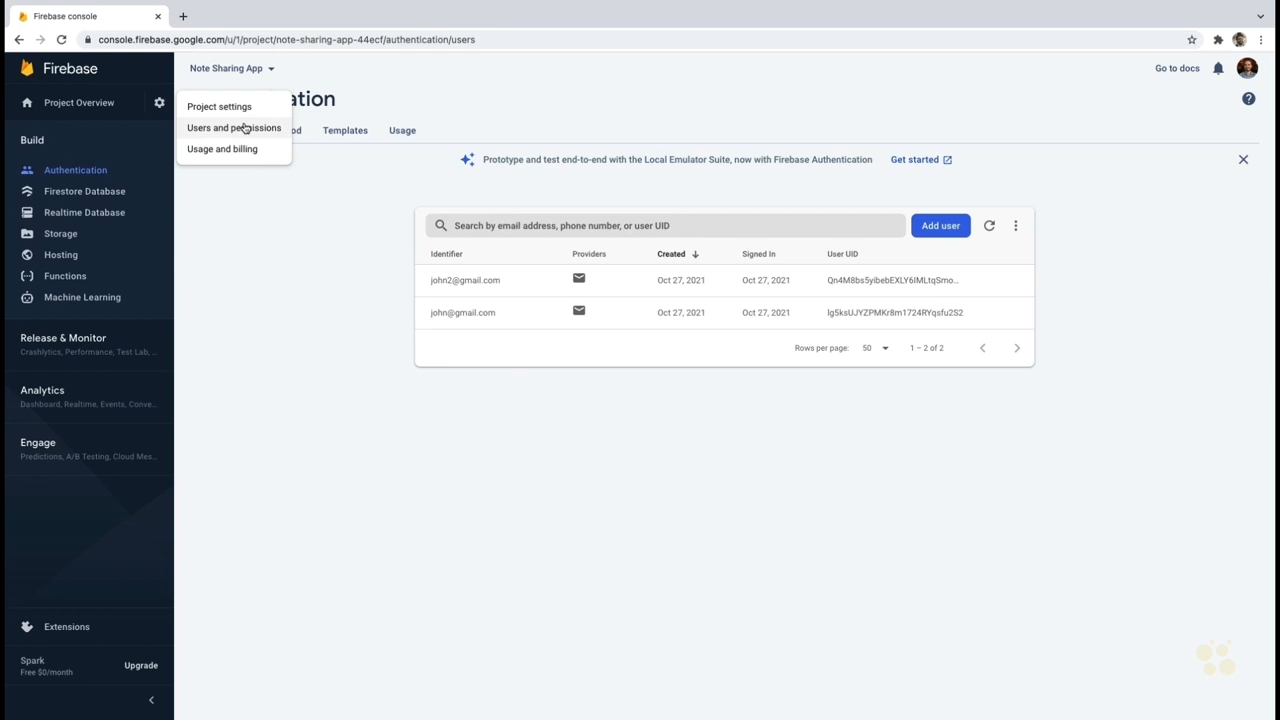 Firebase console
console.firebase.google.com/u/1/project/note-sharing-app-44ecf/authentication/users
Firebase
Note Sharing App
Go to docs
Project Overview
Project settings
Users and permissions
Usage and billing
Templates
Usage
Prototype and test end-to-end with the Local Emulator Suite, now with Firebase Authentication
Get started
Build
Authentication
Firestore Database
Realtime Database
Storage
Hosting
Functions
Machine Learning
Release & Monitor
Crashlytics, Performance, Test Lab, ...
Analytics
Dashboard, Realtime, Events, Conve...
Engage
Predictions, A/B Testing, Cloud Mes...
Extensions
Spark
Free $0/month
Upgrade
Search by email address, phone number, or user UID
Add user
Identifier Providers Created Signed In User UID
john2@gmail.com Oct 27, 2021 Oct 27, 2021 Qn4M8bs5yibebEXLY6IMLtqSmo...
john@gmail.com Oct 27, 2021 Oct 27, 2021 lg5ksUJYZPMKr8m1724RYqsfu2S2
Rows per page: 50 1 – 2 of 2